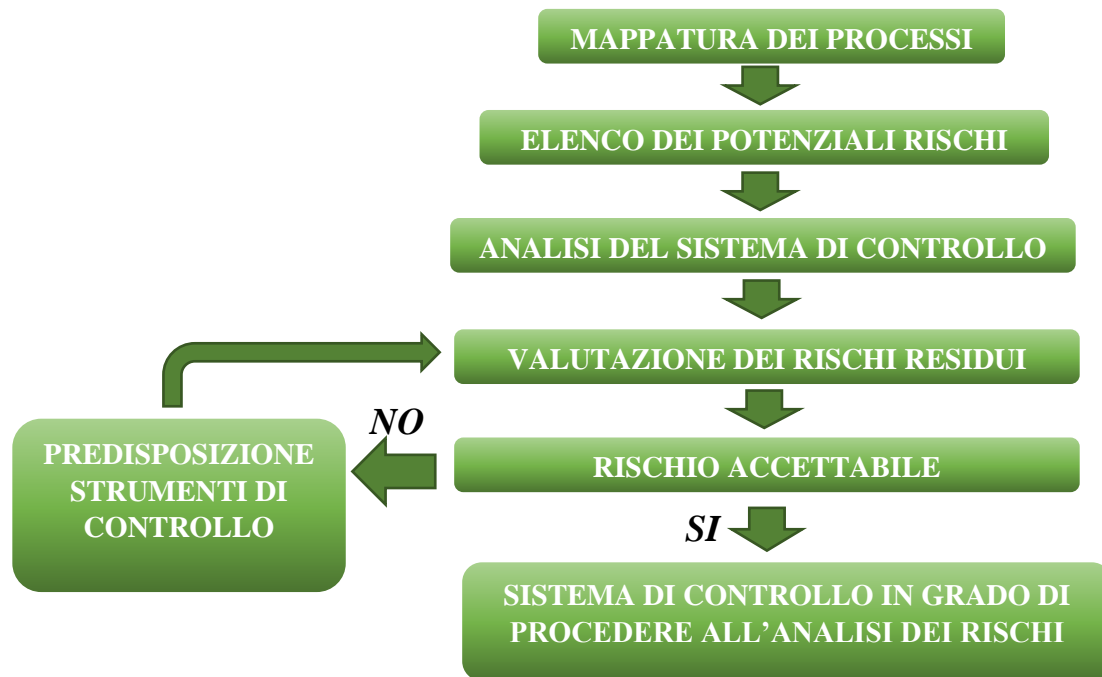 MAPPATURA DEI PROCESSI
ELENCO DEI POTENZIALI RISCHI
ANALISI DEL SISTEMA DI CONTROLLO
VALUTAZIONE DEI RISCHI RESIDUI
RISCHIO ACCETTABILE
NO
PREDISPOSIZIONE
STRUMENTI DI
CONTROLLO
SI
SISTEMA DI CONTROLLO IN GRADO DI
PROCEDERE ALL’ANALISI DEI RISCHI